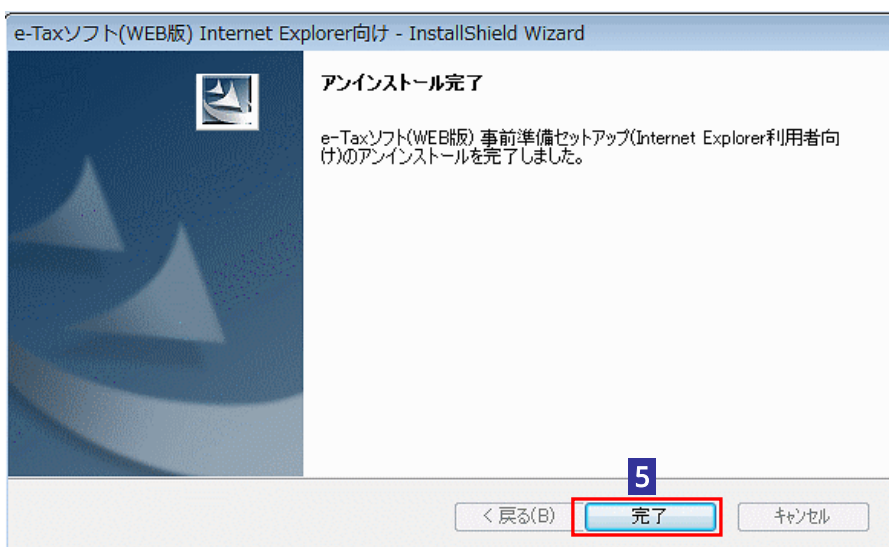 e-Taxソフト(WEB版) Internet Explorer向け - InstallShield Wizard
アンインストール完了
e-Taxソフト(WEB版) 事前準備セットアップ(Internet Explorer利用者向
け)のアンインストールを完了しました。
5
< 戻る(B)
完了
キャンセル